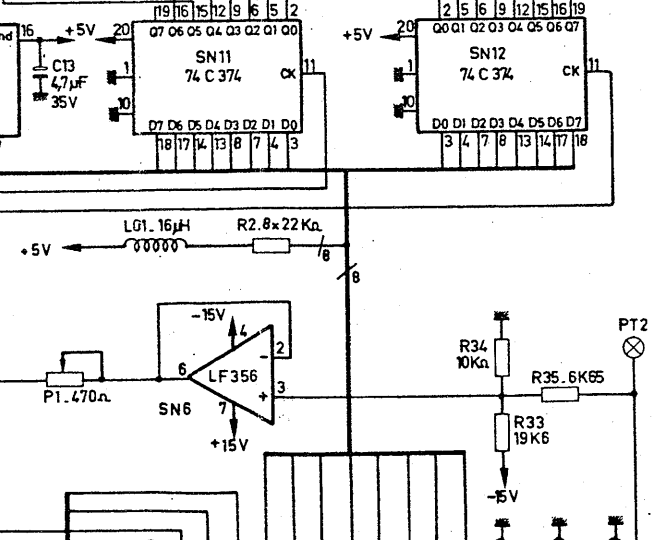 19 16 15 12 9 6 5 2
2 5 6 9 12 15 16 19
nd 16 +5V 20 Q7 Q6 Q5 Q4 Q3 Q2 Q1 Q0
+5V 20 Q0 Q1 Q2 Q3 Q4 Q5 Q6 Q7
SN11
74 C 374
CK 11
1
10
D7 D6 D5 D4 D3 D2 D1 D0
18 17 14 13 8 7 4 3
C13
4,7µF
35V
SN12
74 C 374
CK 11
1
10
D0 D1 D2 D3 D4 D5 D6 D7
3 4 7 8 13 14 17 18
+5V L01_16µH R2.8x22KΩ 8
8
-15V 4
2
6 LF356
3
7
+15V
SN6
P1_470Ω
R34
10KΩ
R35_6K65
PT2
R33
19K6
-15V